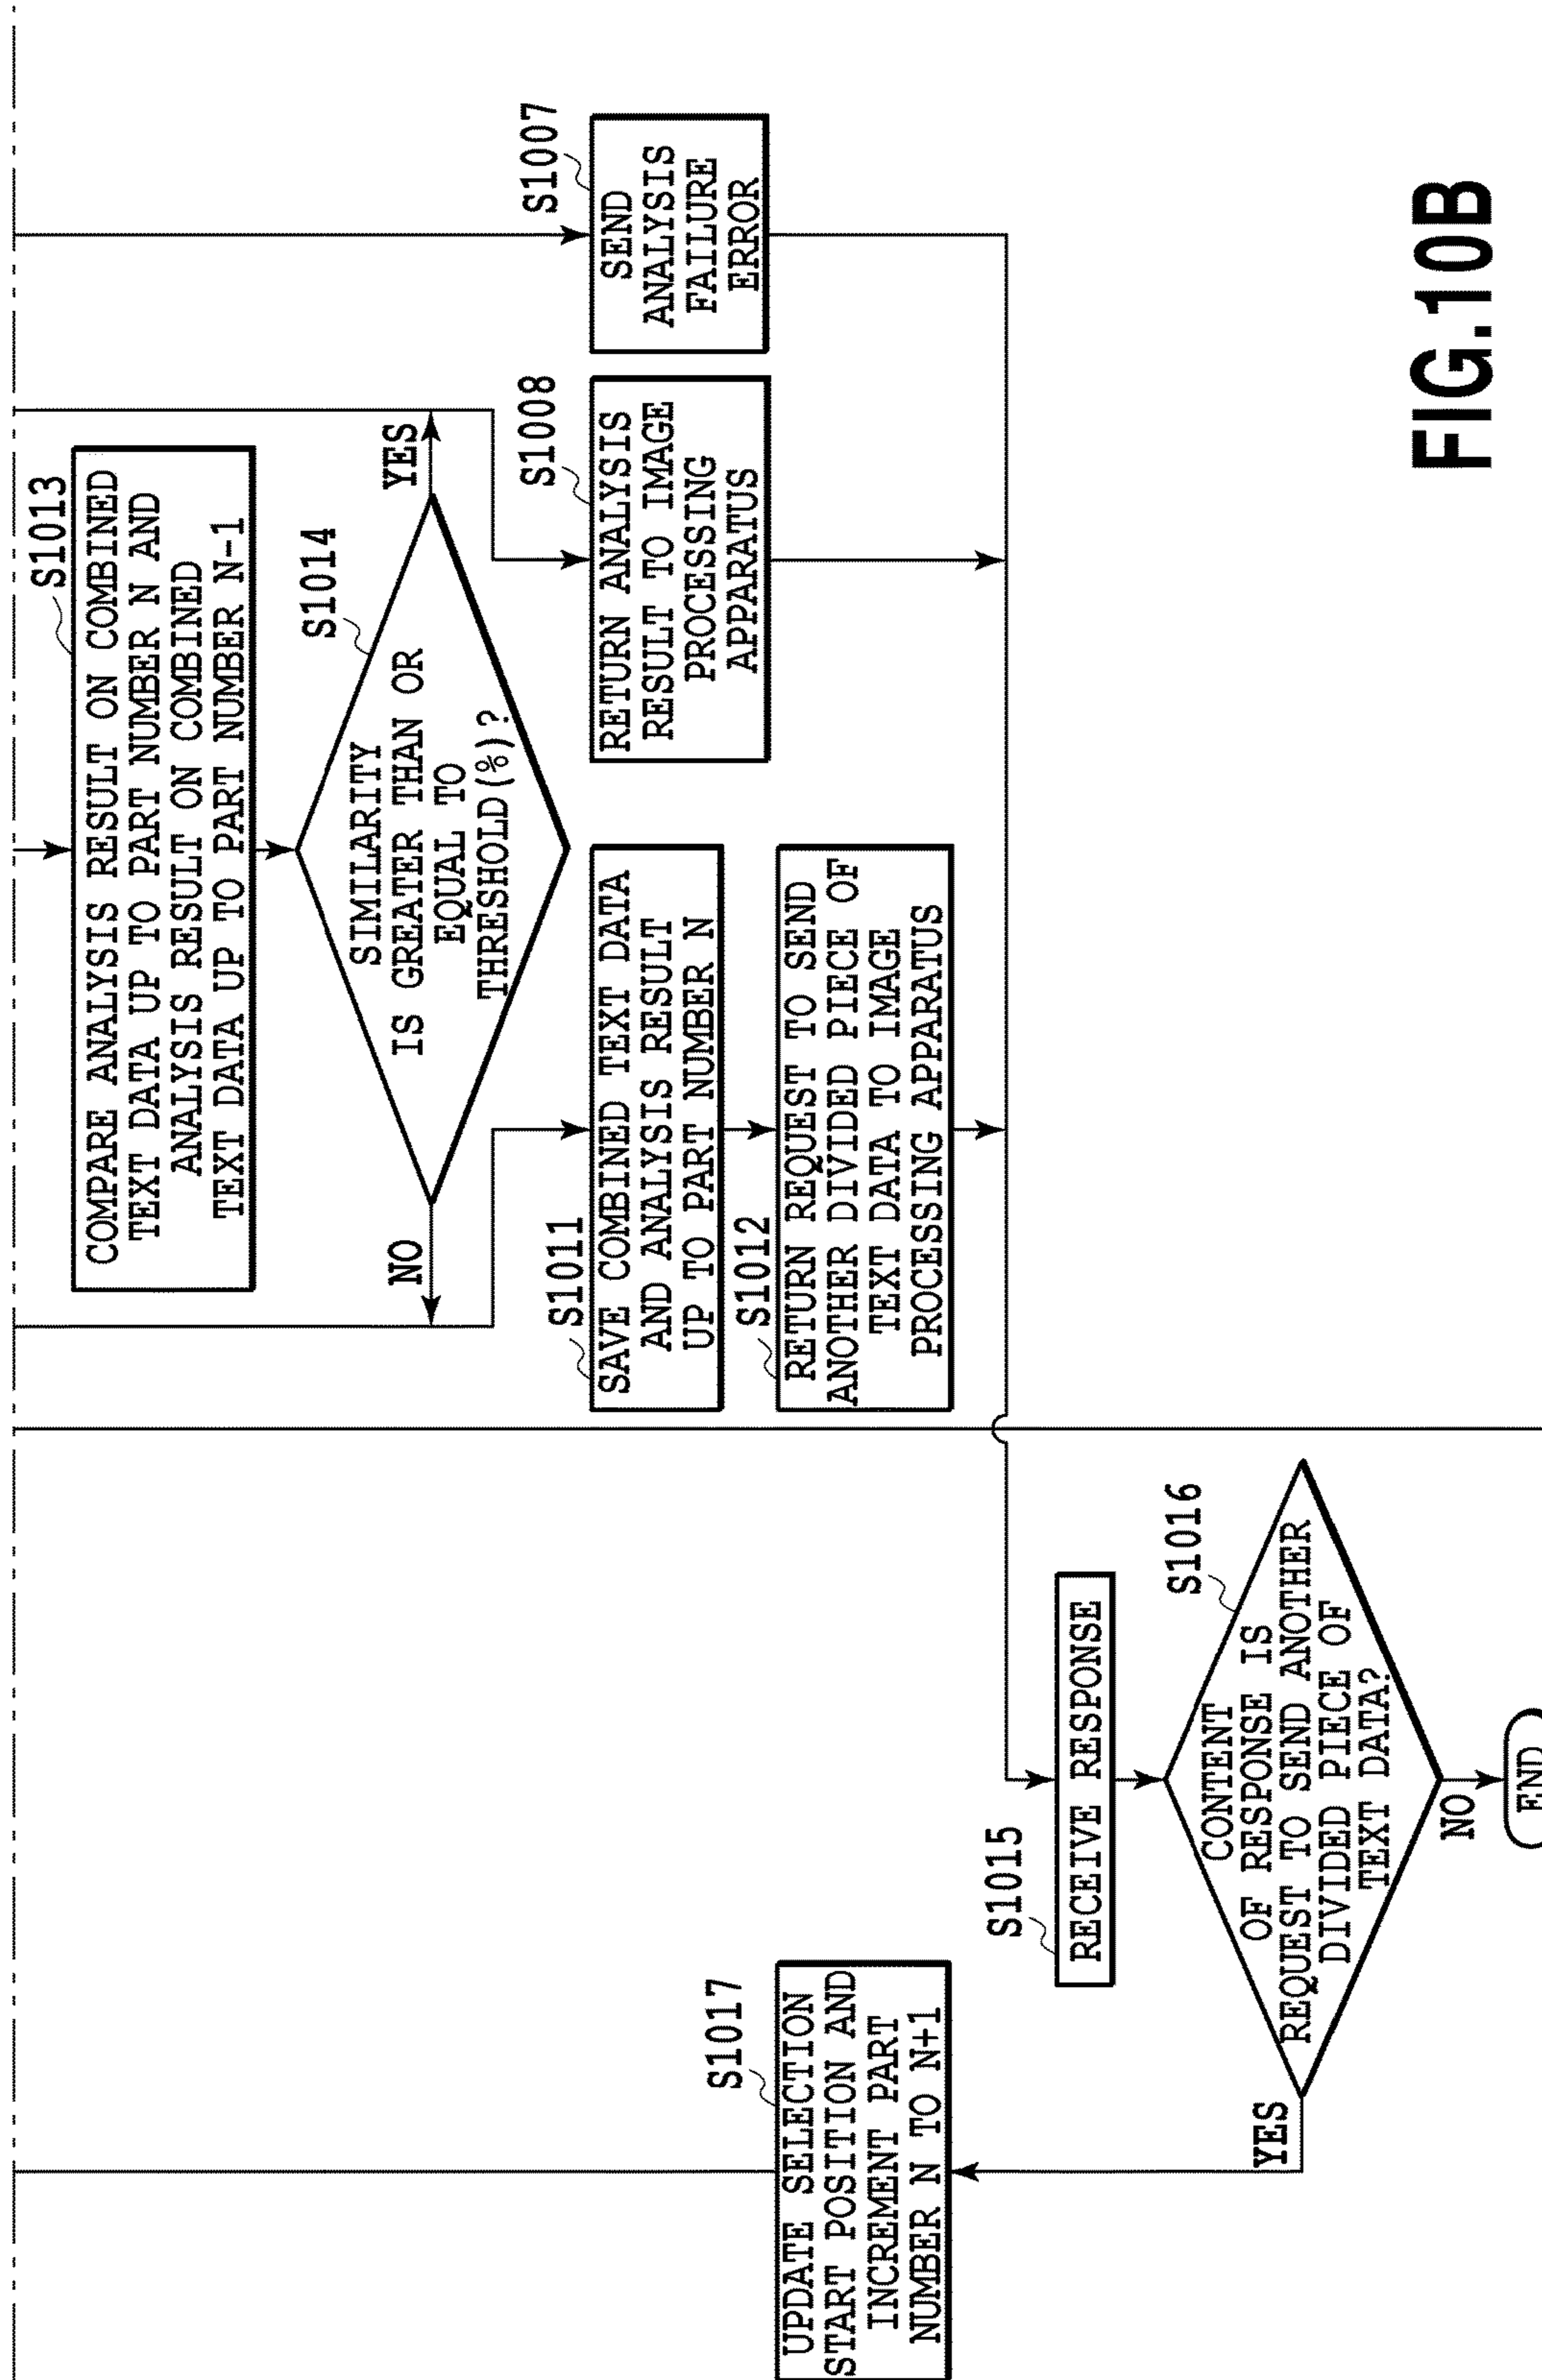 S1013
COMPARE ANALYSIS RESULT ON COMBINED
TEXT DATA UP TO PART NUMBER N AND
ANALYSIS RESULT ON COMBINED
TEXT DATA UP TO PART NUMBER N-1
S1014
SIMILARITY
IS GREATER THAN OR
EQUAL TO
THRESHOLD(%)?
NO
YES
S1011
SAVE COMBINED TEXT DATA
AND ANALYSIS RESULT
UP TO PART NUMBER N
S1008
RETURN ANALYSIS
RESULT TO IMAGE
PROCESSING
APPARATUS
S1007
SEND
ANALYSIS
FAILURE
ERROR
S1012
RETURN REQUEST TO SEND
ANOTHER DIVIDED PIECE OF
TEXT DATA TO IMAGE
PROCESSING APPARATUS
S1017
UPDATE SELECTION
START POSITION AND
INCREMENT PART
NUMBER N TO N+1
S1015
RECEIVE RESPONSE
S1016
CONTENT
OF RESPONSE IS
REQUEST TO SEND ANOTHER
DIVIDED PIECE OF
TEXT DATA?
YES
NO
END
FIG.10B